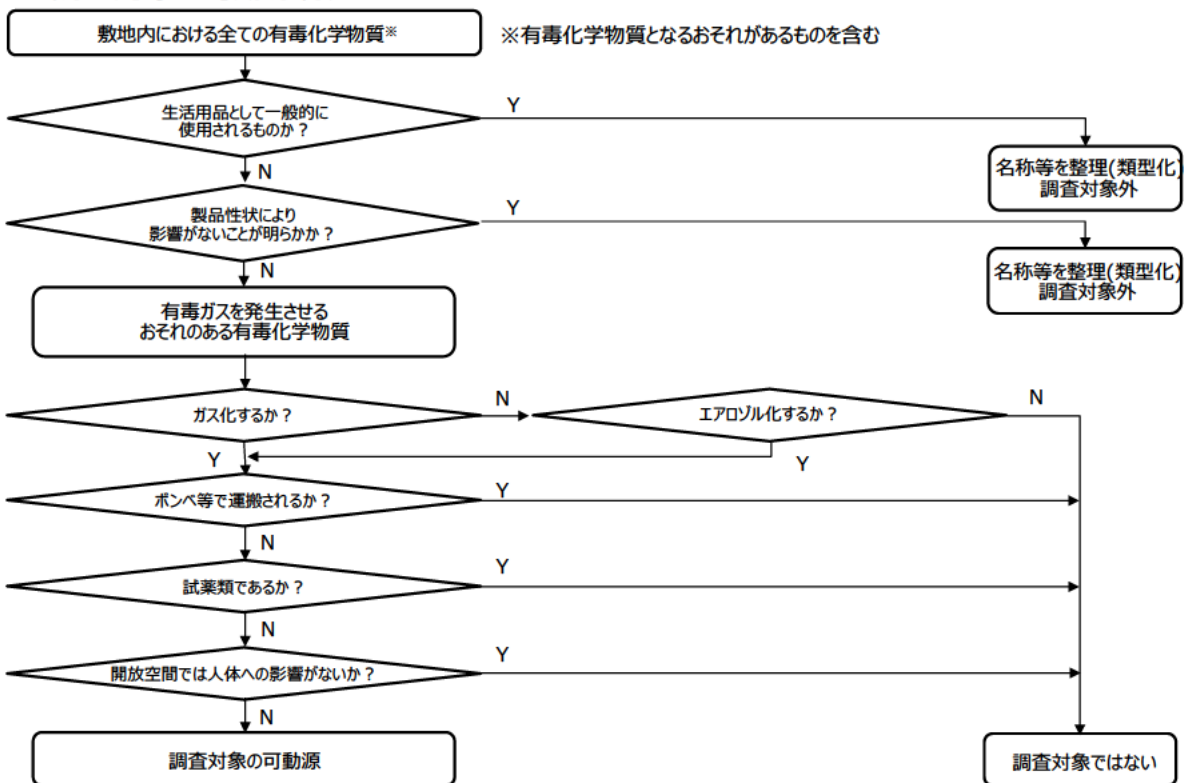 敷地内における全ての有毒化学物質※
※有毒化学物質となるおそれがあるものを含む
生活用品として一般的に
使用されるものか？
Y
N
名称等を整理(類型化)
調査対象外
製品性状により
影響がないことが明らかか？
Y
N
名称等を整理(類型化)
調査対象外
有毒ガスを発生させる
おそれのある有毒化学物質
ガス化するか？
N
エアロゾル化するか？
N
Y
Y
ボンベ等で運搬されるか？
Y
N
試薬類であるか？
Y
N
開放空間では人体への影響がないか？
Y
N
調査対象の可動源
調査対象ではない